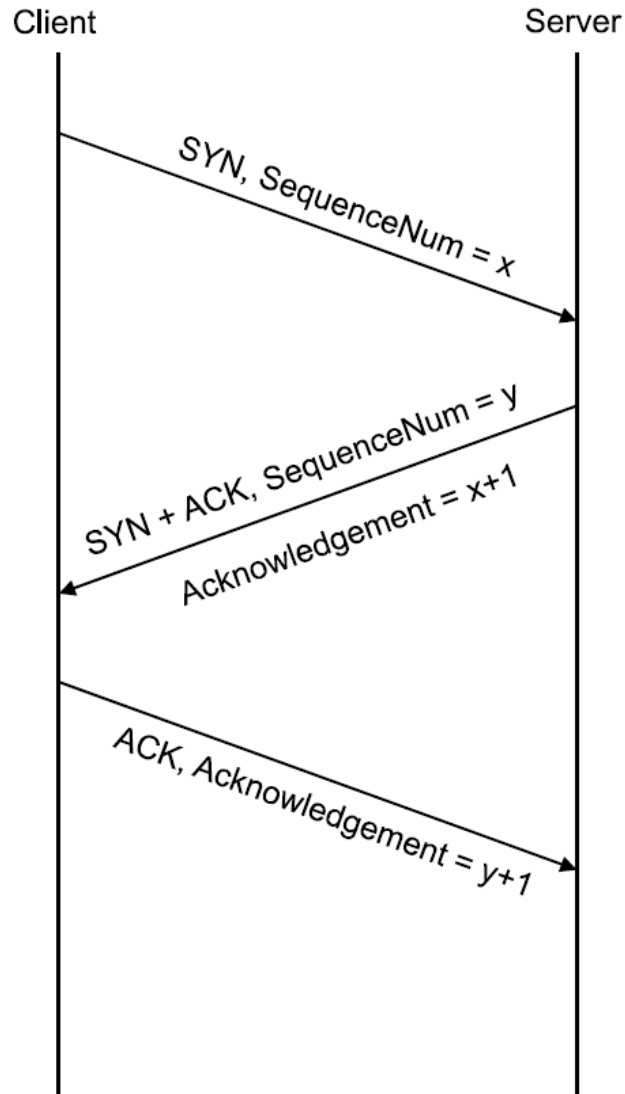 Client
Server
SYN, SequenceNum = x
SYN + ACK, SequenceNum = y
Acknowledgement = x+1
ACK, Acknowledgement = y+1